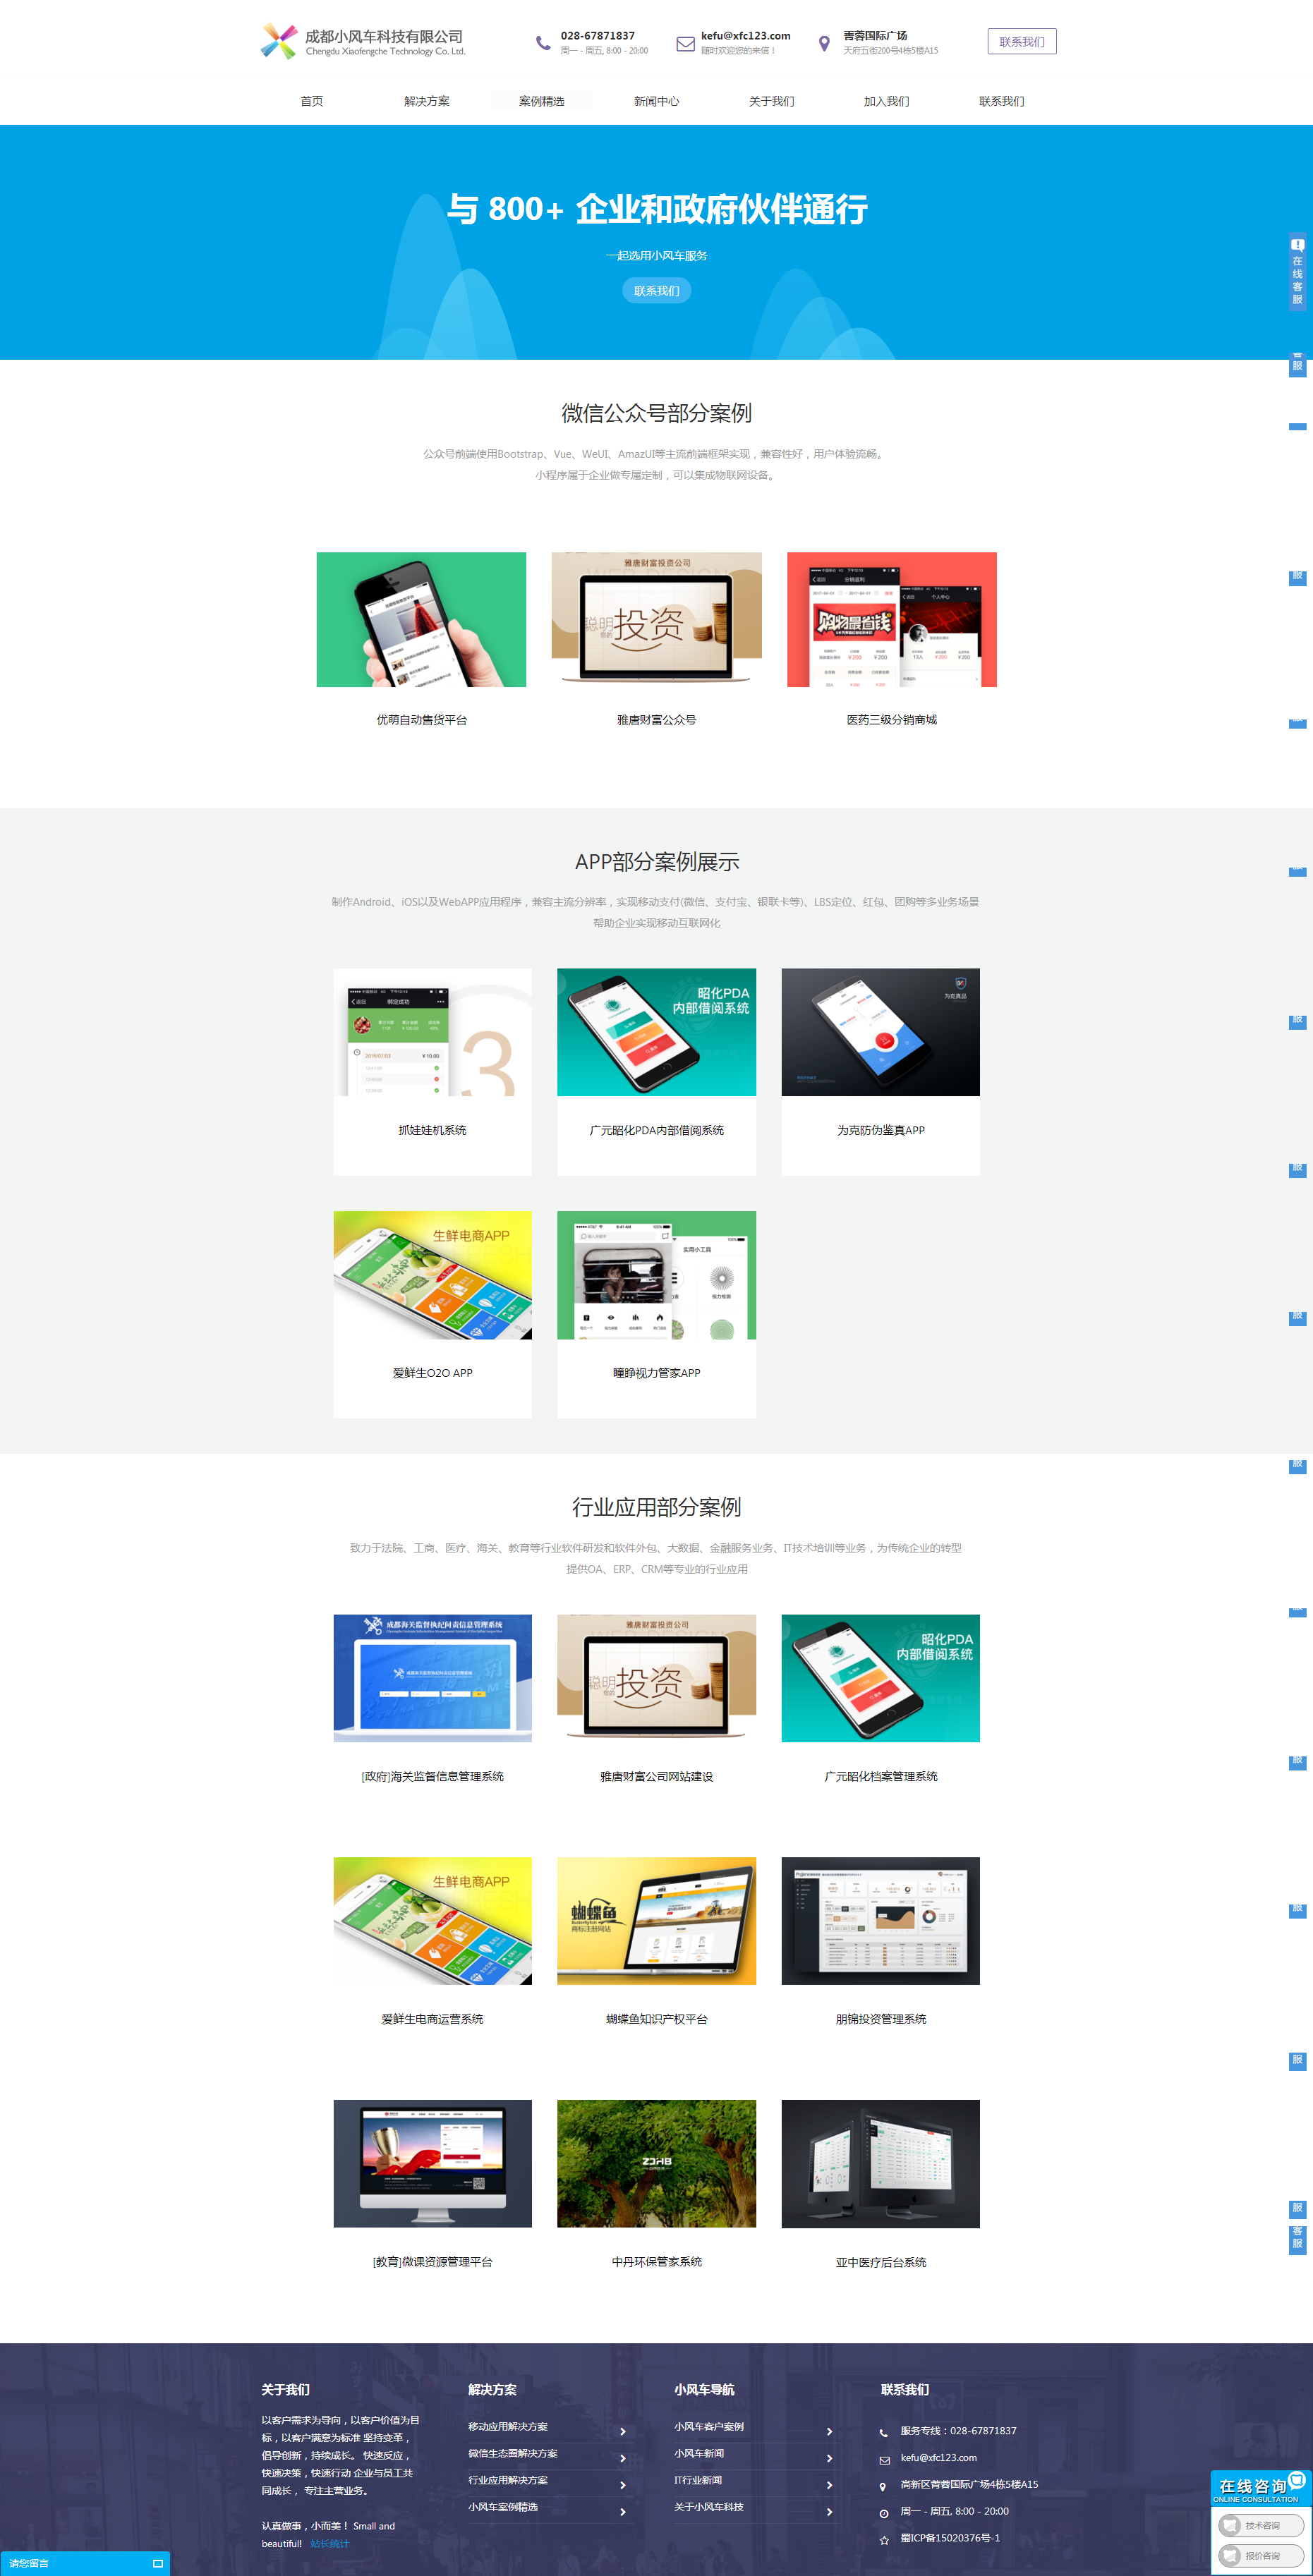 成都小风车科技有限公司
Chengdu Xiaofengche Technology Co. Ltd.
028-67871837
周一 - 周五, 8:00 - 20:00
kefu@xfc123.com
随时欢迎您的来信！
菁蓉国际广场
天府五街200号4栋5楼A15
联系我们
首页
解决方案
案例精选
新闻中心
关于我们
加入我们
联系我们
与 800+ 企业和政府伙伴通行
一起选用小风车服务
联系我们
在线客服
微信公众号部分案例
公众号前端使用Bootstrap、Vue、WeUI、AmazUI等主流前端框架实现，兼容性好，用户体验流畅。
小程序属于企业做专属定制，可以集成物联网设备。
雅唐财富投资公司
聪明
投资
分销返利
个人中心
购物最省钱
优萌自动售货平台
雅唐财富公众号
医药三级分销商城
APP部分案例展示
制作Android、iOS以及WebAPP应用程序，兼容主流分辨率，实现移动支付(微信、支付宝、银联卡等)、LBS定位、红包、团购等多业务场景
帮助企业实现移动互联网化
绑定成功
3
昭化PDA
内部借阅系统
为克真品
抓娃娃机系统
广元昭化PDA内部借阅系统
为克防伪鉴真APP
生鲜电商APP
实用小工具
爱鲜生O2O APP
瞳睁视力管家APP
行业应用部分案例
致力于法院、工商、医疗、海关、教育等行业软件研发和软件外包、大数据、金融服务业务、IT技术培训等业务，为传统企业的转型
提供OA、ERP、CRM等专业的行业应用
成都海关监督执纪问责信息管理系统
雅唐财富投资公司
聪明
投资
昭化PDA
内部借阅系统
[政府]海关监督信息管理系统
雅唐财富公司网站建设
广元昭化档案管理系统
生鲜电商APP
蝴蝶鱼
商标注册网站
爱鲜生电商运营系统
蝴蝶鱼知识产权平台
朋锦投资管理系统
ZDHB
[教育]微课资源管理平台
中丹环保管家系统
亚中医疗后台系统
关于我们
以客户需求为导向，以客户价值为目
标，以客户满意为标准 坚持变革，
倡导创新，持续成长。 快速反应，
快速决策，快速行动 企业与员工共
同成长， 专注主营业务。
认真做事，小而美！ Small and
beautiful! 站长统计
解决方案
移动应用解决方案
微信生态圈解决方案
行业应用解决方案
小风车案例精选
小风车导航
小风车客户案例
小风车新闻
IT行业新闻
关于小风车科技
联系我们
服务专线：028-67871837
kefu@xfc123.com
高新区菁蓉国际广场4栋5楼A15
周一 - 周五, 8:00 - 20:00
蜀ICP备15020376号-1
在线咨询
ONLINE CONSULTATION
技术咨询
报价咨询
请您留言